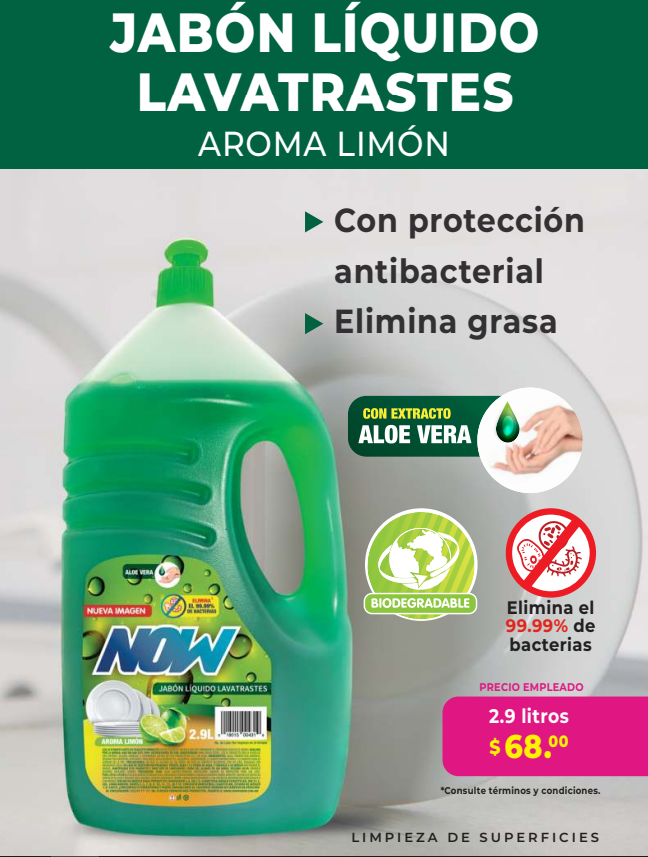 JABÓN LÍQUIDO
LAVATRASTES
AROMA LIMÓN
Con protección
antibacterial
Elimina grasa
CON EXTRACTO
ALOE VERA
BIODEGRADABLE
Elimina el
99.99% de
bacterias
ALOE VERA
NUEVA IMAGEN
ELIMINA
EL 99.99%
DE BACTERIAS
NOW
JABÓN LÍQUIDO LAVATRASTES
2.9L
AROMA LIMÓN
PRECIO EMPLEADO
2.9 litros
$68.00
*Consulte términos y condiciones.
LIMPIEZA DE SUPERFICIES